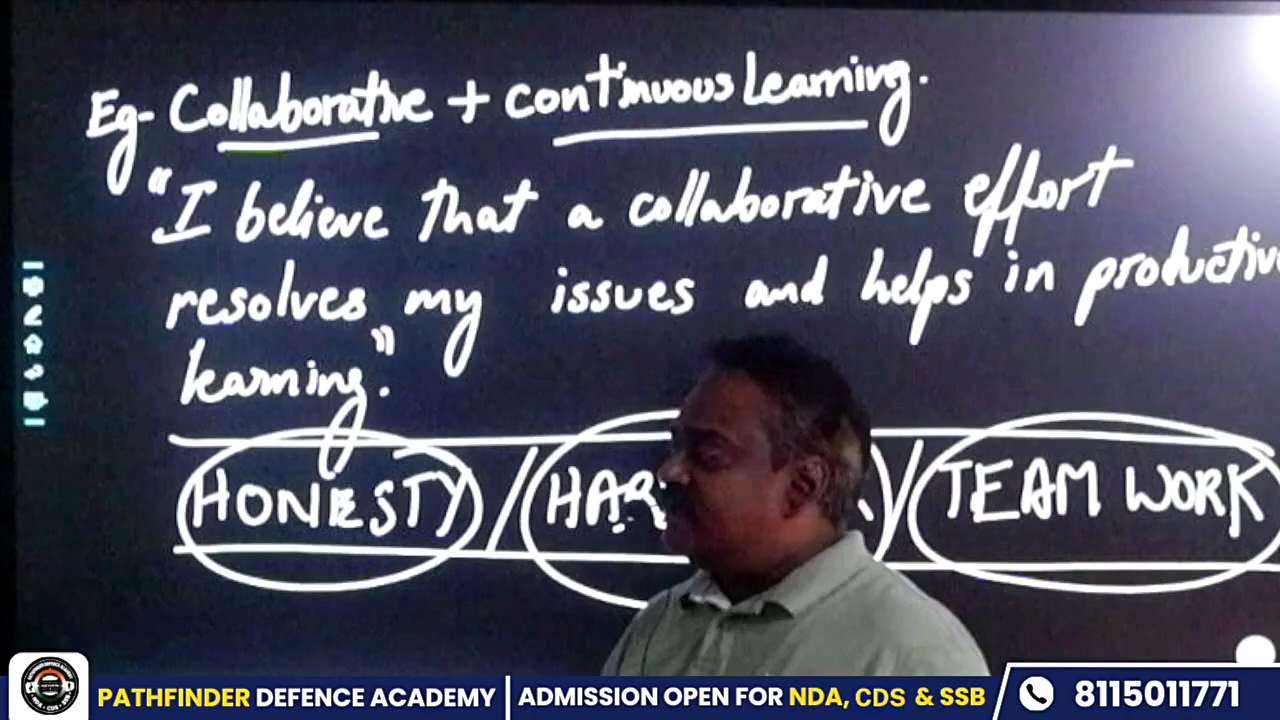 Eg- Collaborative + continuous Learning.
"I believe that a collaborative effort
resolves my issues and helps in productive
learning."
HONESTY / HAR / TEAM WORK
PATHFINDER DEFENCE ACADEMY | ADMISSION OPEN FOR NDA, CDS & SSB 8115011771